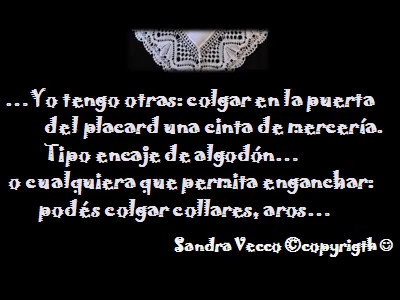 ...Yo tengo otras: colgar en la puerta
del placard una cinta de mercería.
Tipo encaje de algodón...
o cualquiera que permita enganchar:
podés colgar collares, aros...
Sandra Vecco ©copyrigth ☺